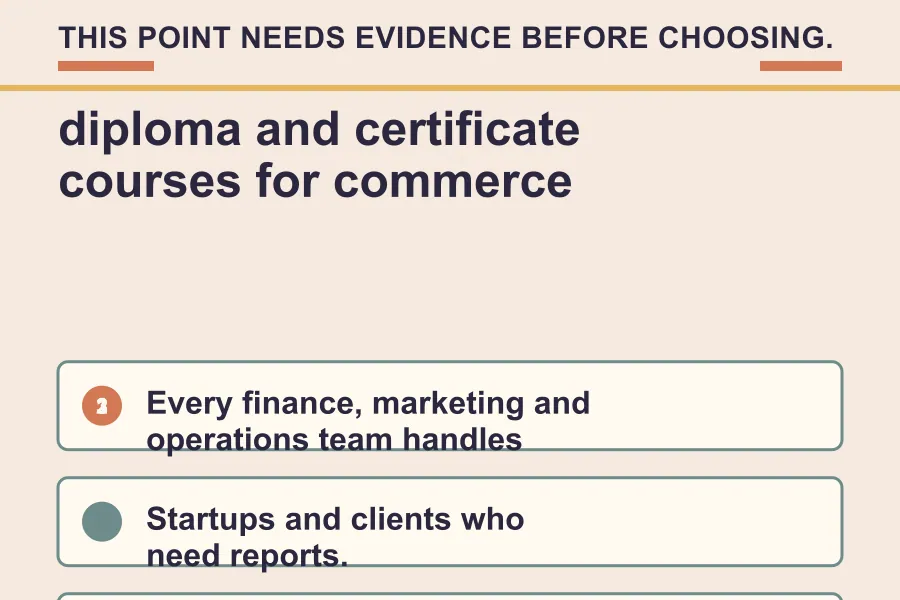 THIS POINT NEEDS EVIDENCE BEFORE CHOOSING.
diploma and certificate
courses for commerce
Every finance, marketing and
operations team handles
Startups and clients who
need reports.